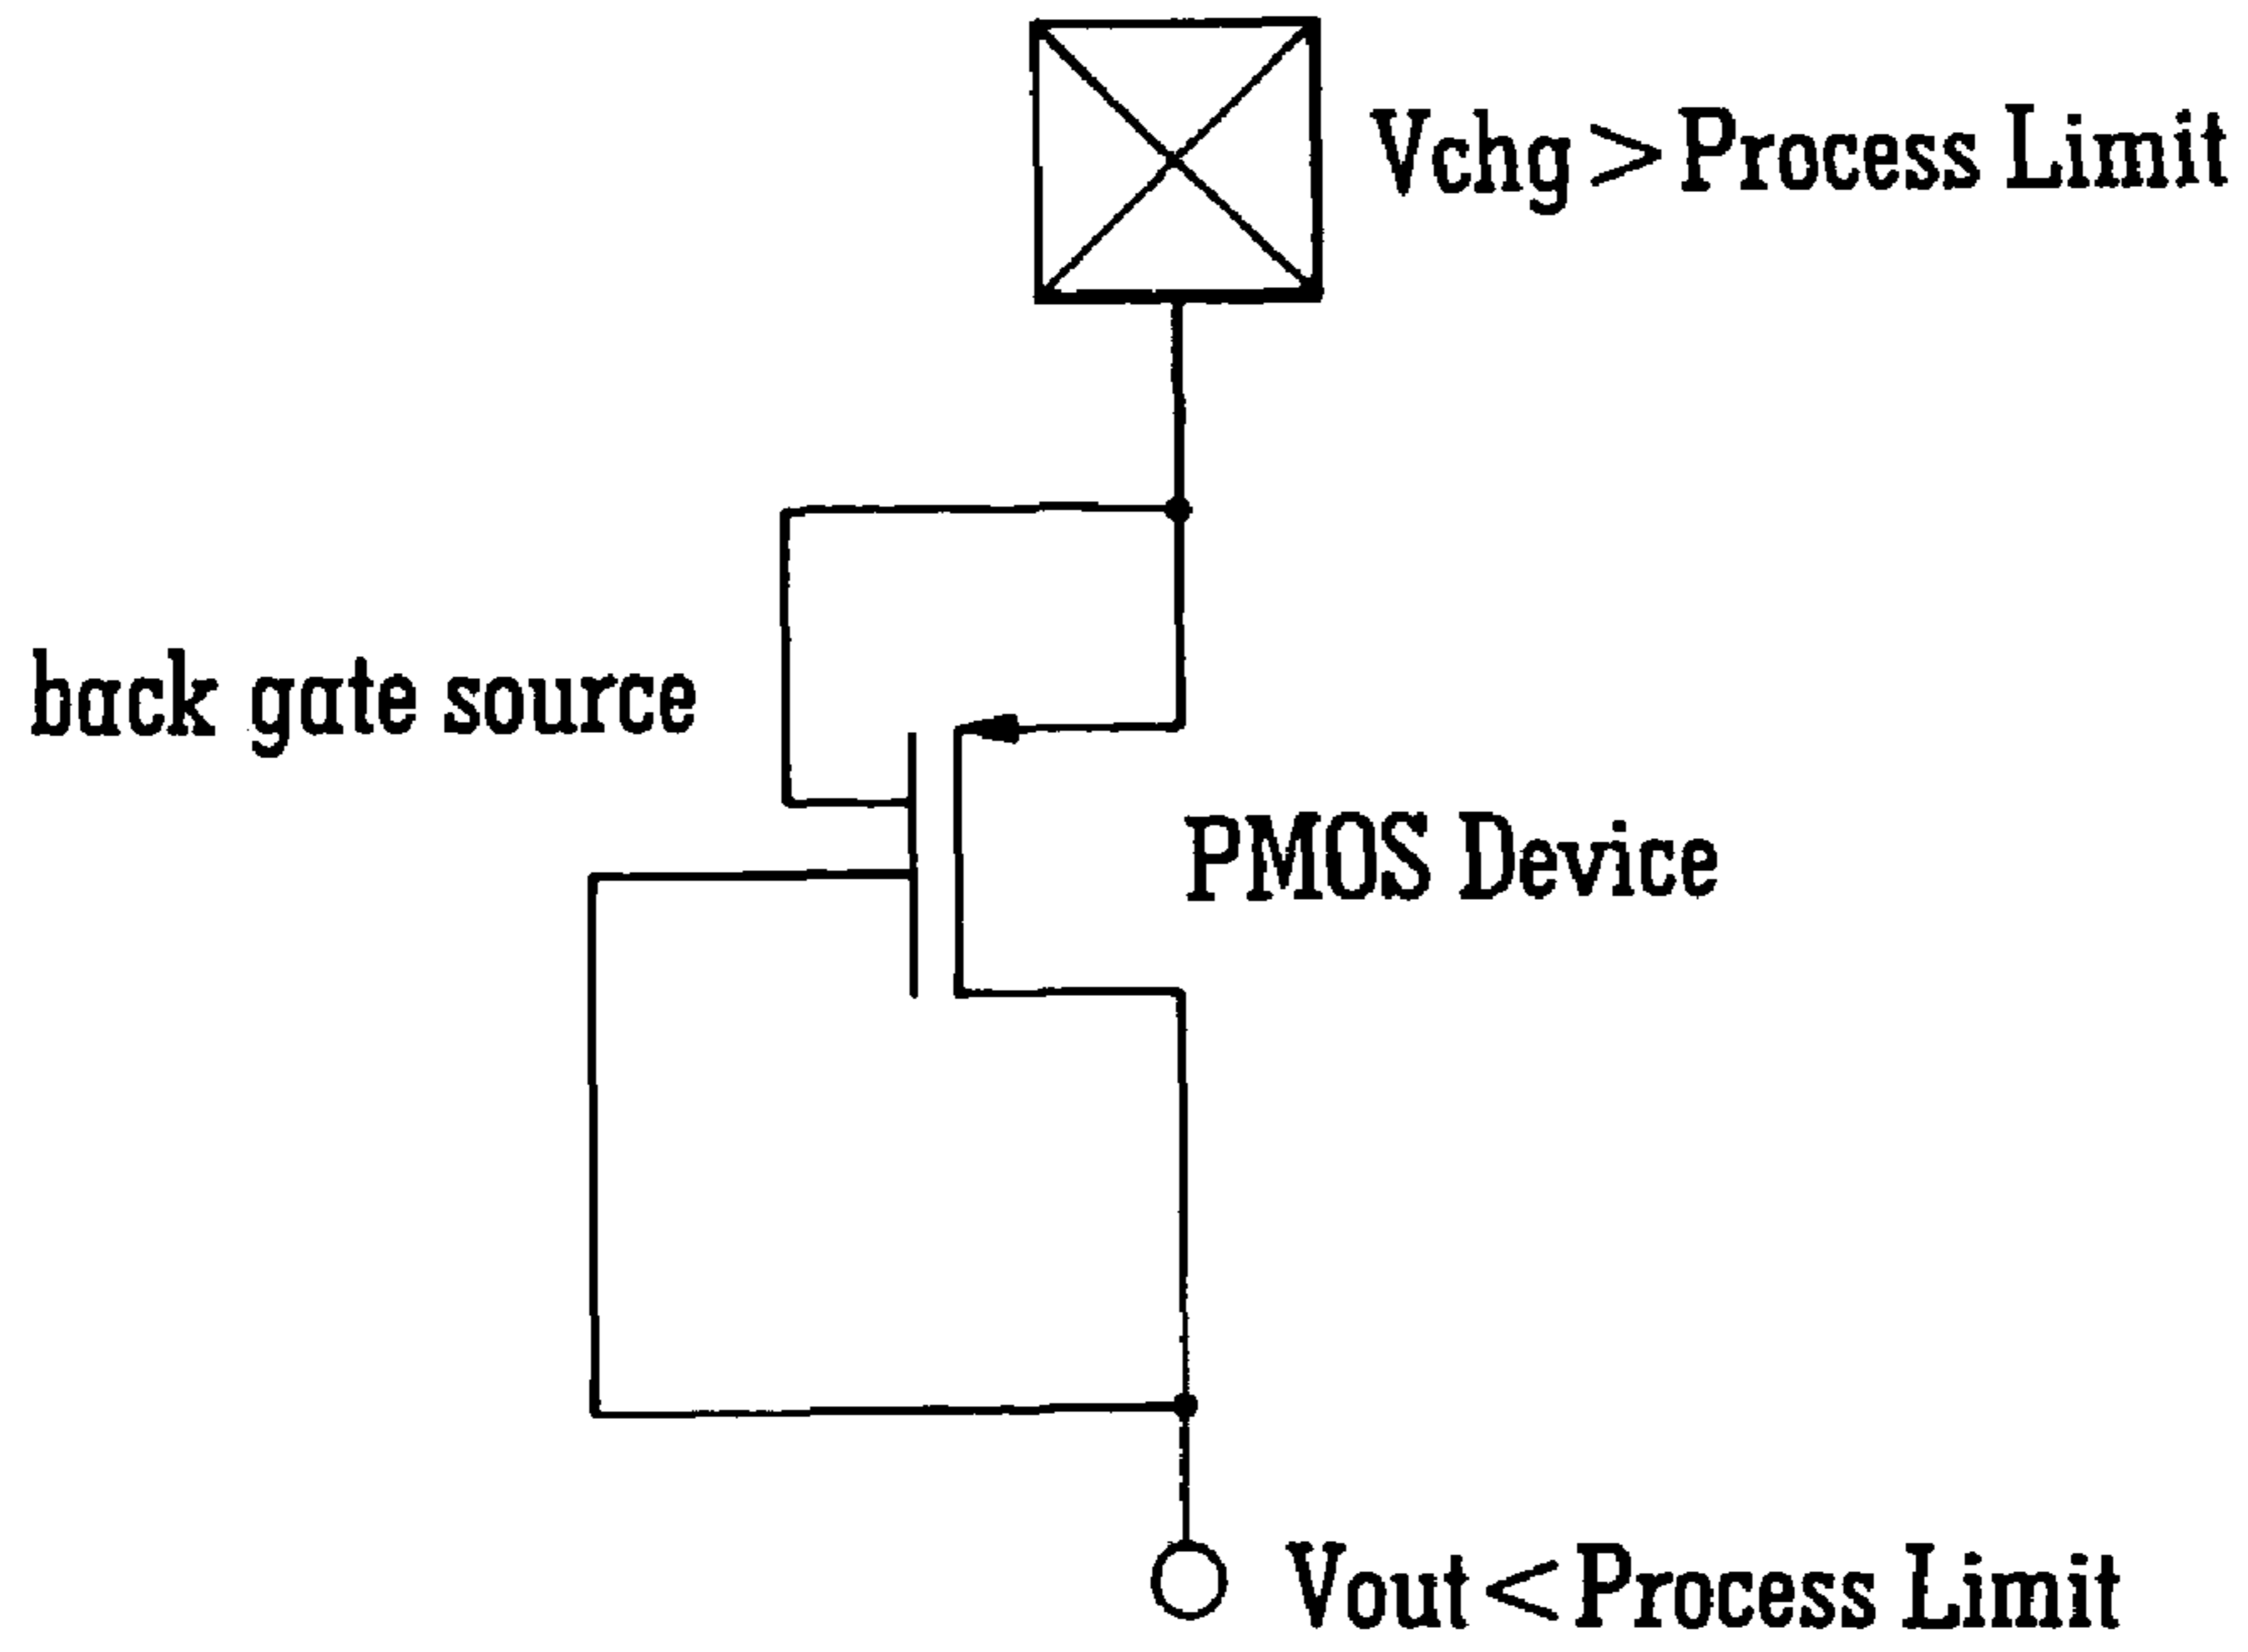 Vchg > Process Limit
back gate source
PMOS Device
Vout < Process Limit